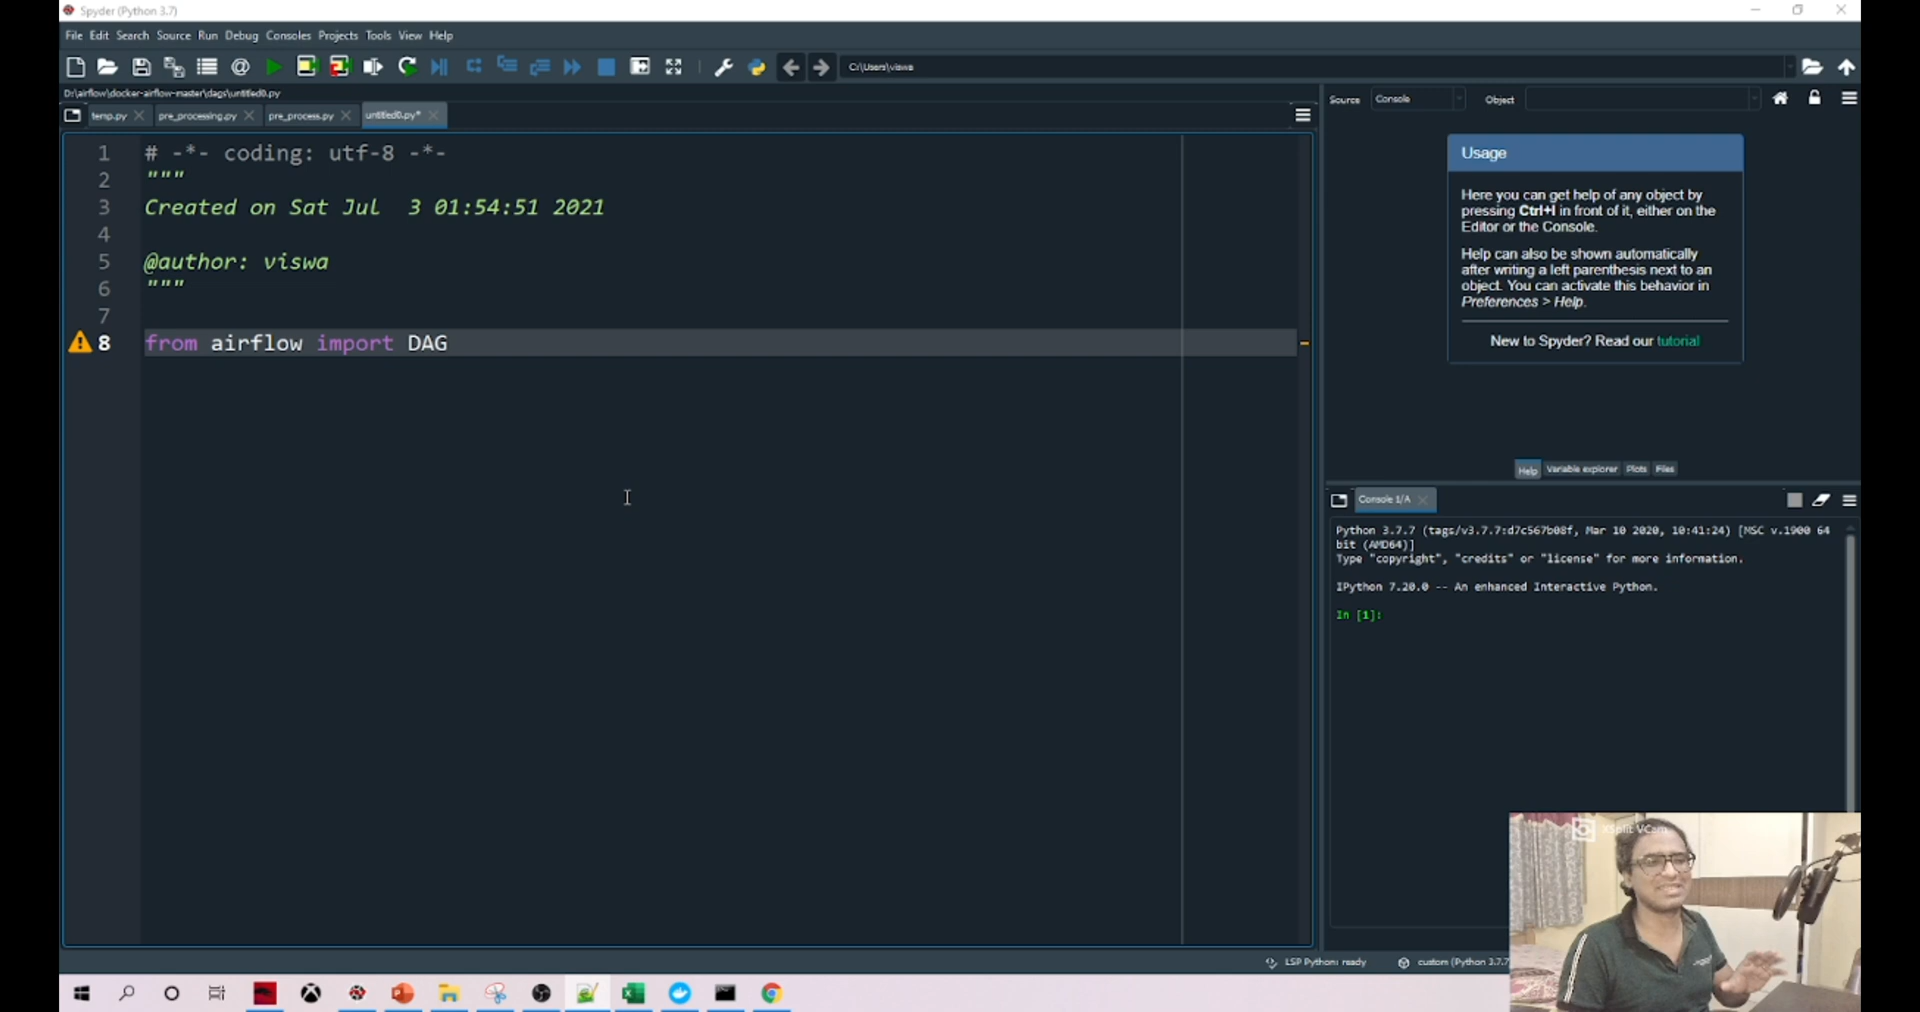 Spyder (Python 3.7)
File Edit Search Source Run Debug Consoles Projects Tools View Help
C:\Users\viswa
D:\airflow\docker-airflow-master\dags\untitled0.py
temp.py pre_processing.py pre_process.py untitled0.py*
1 # -*- coding: utf-8 -*-
2 """
3 Created on Sat Jul  3 01:54:51 2021
4
5 @author: viswa
6 """
7
8 from airflow import DAG
Source Console Object
Usage
Here you can get help of any object by
pressing Ctrl+I in front of it, either on the
Editor or the Console.
Help can also be shown automatically
after writing a left parenthesis next to an
object. You can activate this behavior in
Preferences > Help.
New to Spyder? Read our tutorial
Help Variable explorer Plots Files
Console 1/A
Python 3.7.7 (tags/v3.7.7:d7c567b08f, Mar 10 2020, 10:41:24) [MSC v.1900 64
bit (AMD64)]
Type "copyright", "credits" or "license" for more information.
IPython 7.20.0 -- An enhanced Interactive Python.
In [1]:
XSplit VCam
LSP Python: ready custom (Python 3.7.7